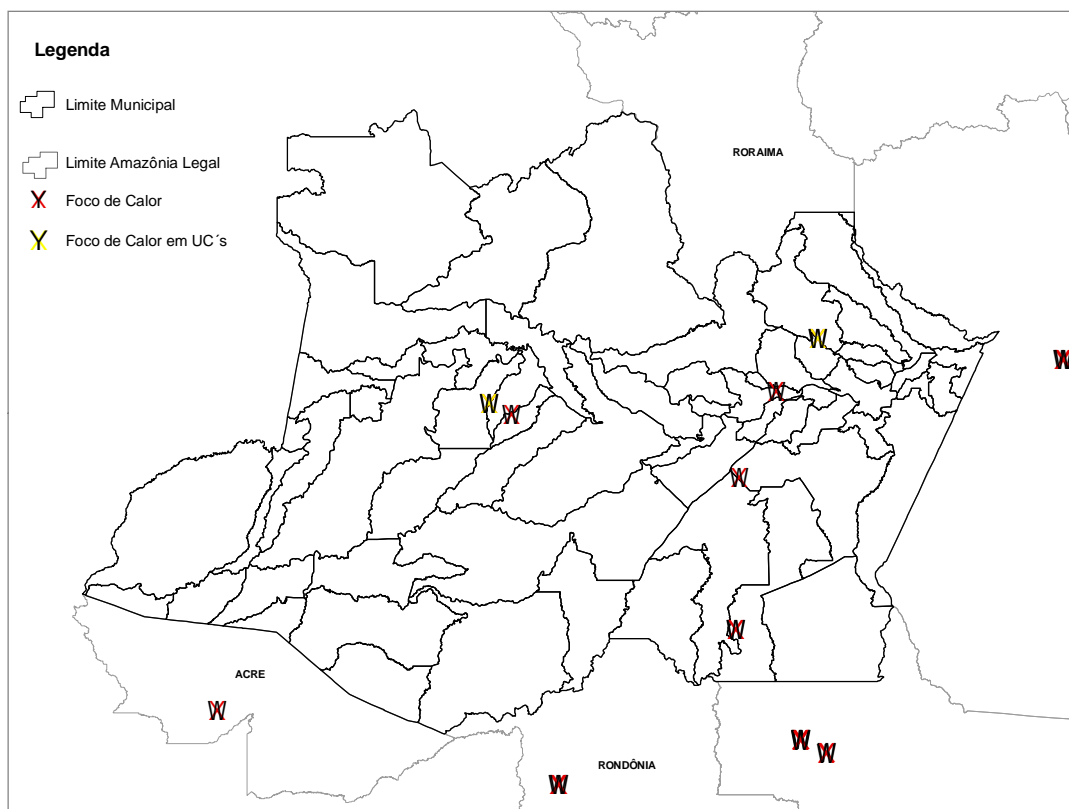 Legenda
Limite Municipal
Limite Amazônia Legal
Foco de Calor
Foco de Calor em UC´s
RORAIMA
ACRE
RONDÔNIA